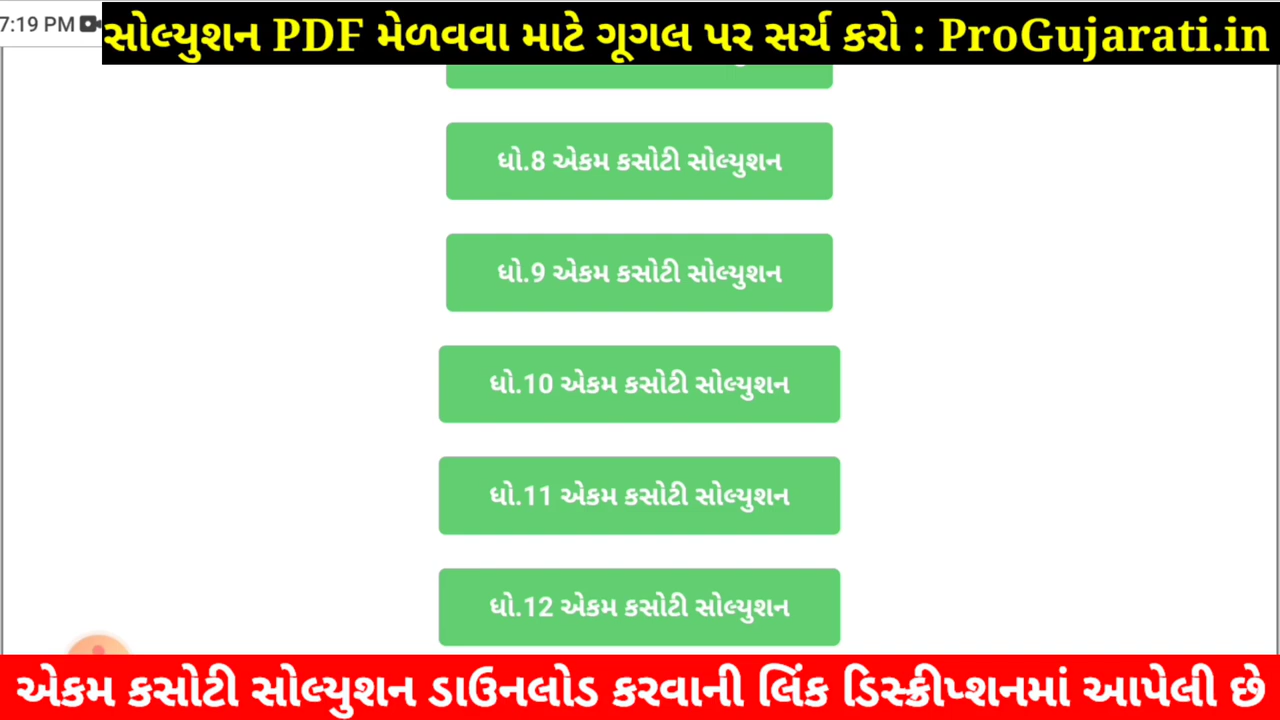 7:19 PM
સોલ્યુશન PDF મેળવવા માટે ગૂગલ પર સર્ચ કરો : ProGujarati.in
ધો.8 એકમ કસોટી સોલ્યુશન
ધો.9 એકમ કસોટી સોલ્યુશન
ધો.10 એકમ કસોટી સોલ્યુશન
ધો.11 એકમ કસોટી સોલ્યુશન
ધો.12 એકમ કસોટી સોલ્યુશન
એકમ કસોટી સોલ્યુશન ડાઉનલોડ કરવાની લિંક ડિસ્ક્રીપ્શનમાં આપેલી છે